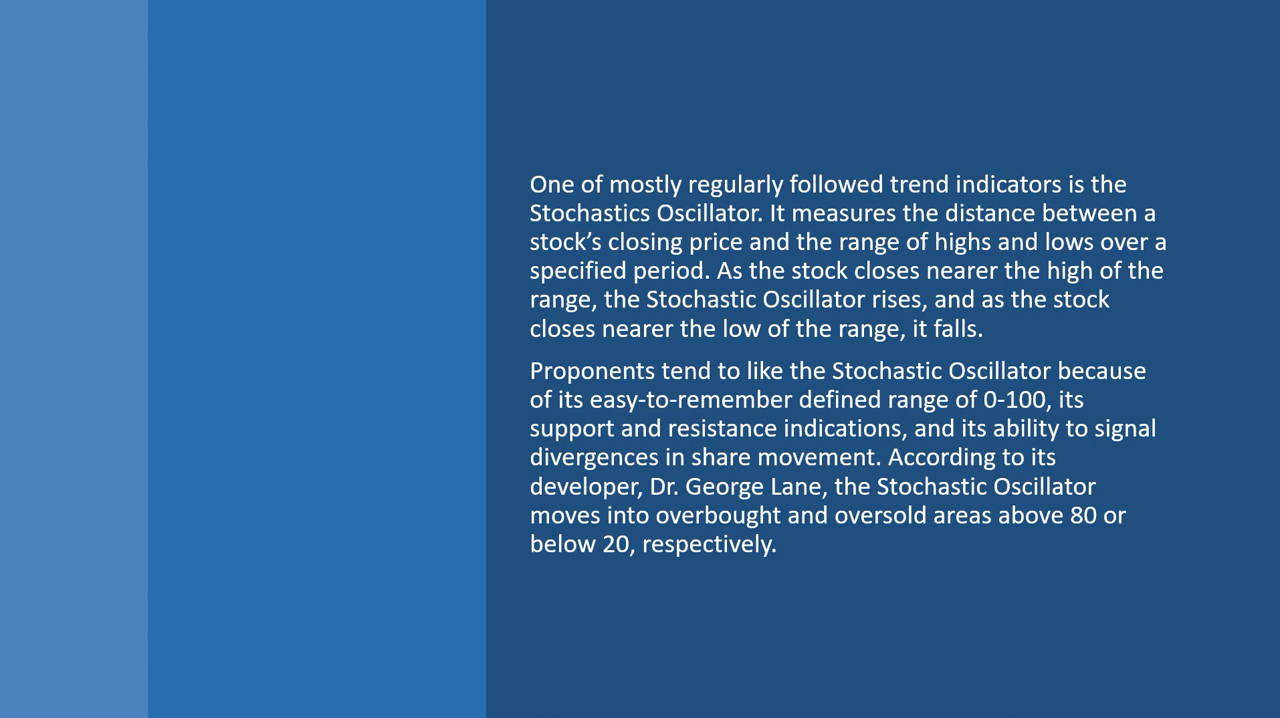 One of mostly regularly followed trend indicators is the
Stochastics Oscillator. It measures the distance between a
stock’s closing price and the range of highs and lows over a
specified period. As the stock closes nearer the high of the
range, the Stochastic Oscillator rises, and as the stock
closes nearer the low of the range, it falls.
Proponents tend to like the Stochastic Oscillator because
of its easy-to-remember defined range of 0-100, its
support and resistance indications, and its ability to signal
divergences in share movement. According to its
developer, Dr. George Lane, the Stochastic Oscillator
moves into overbought and oversold areas above 80 or
below 20, respectively.